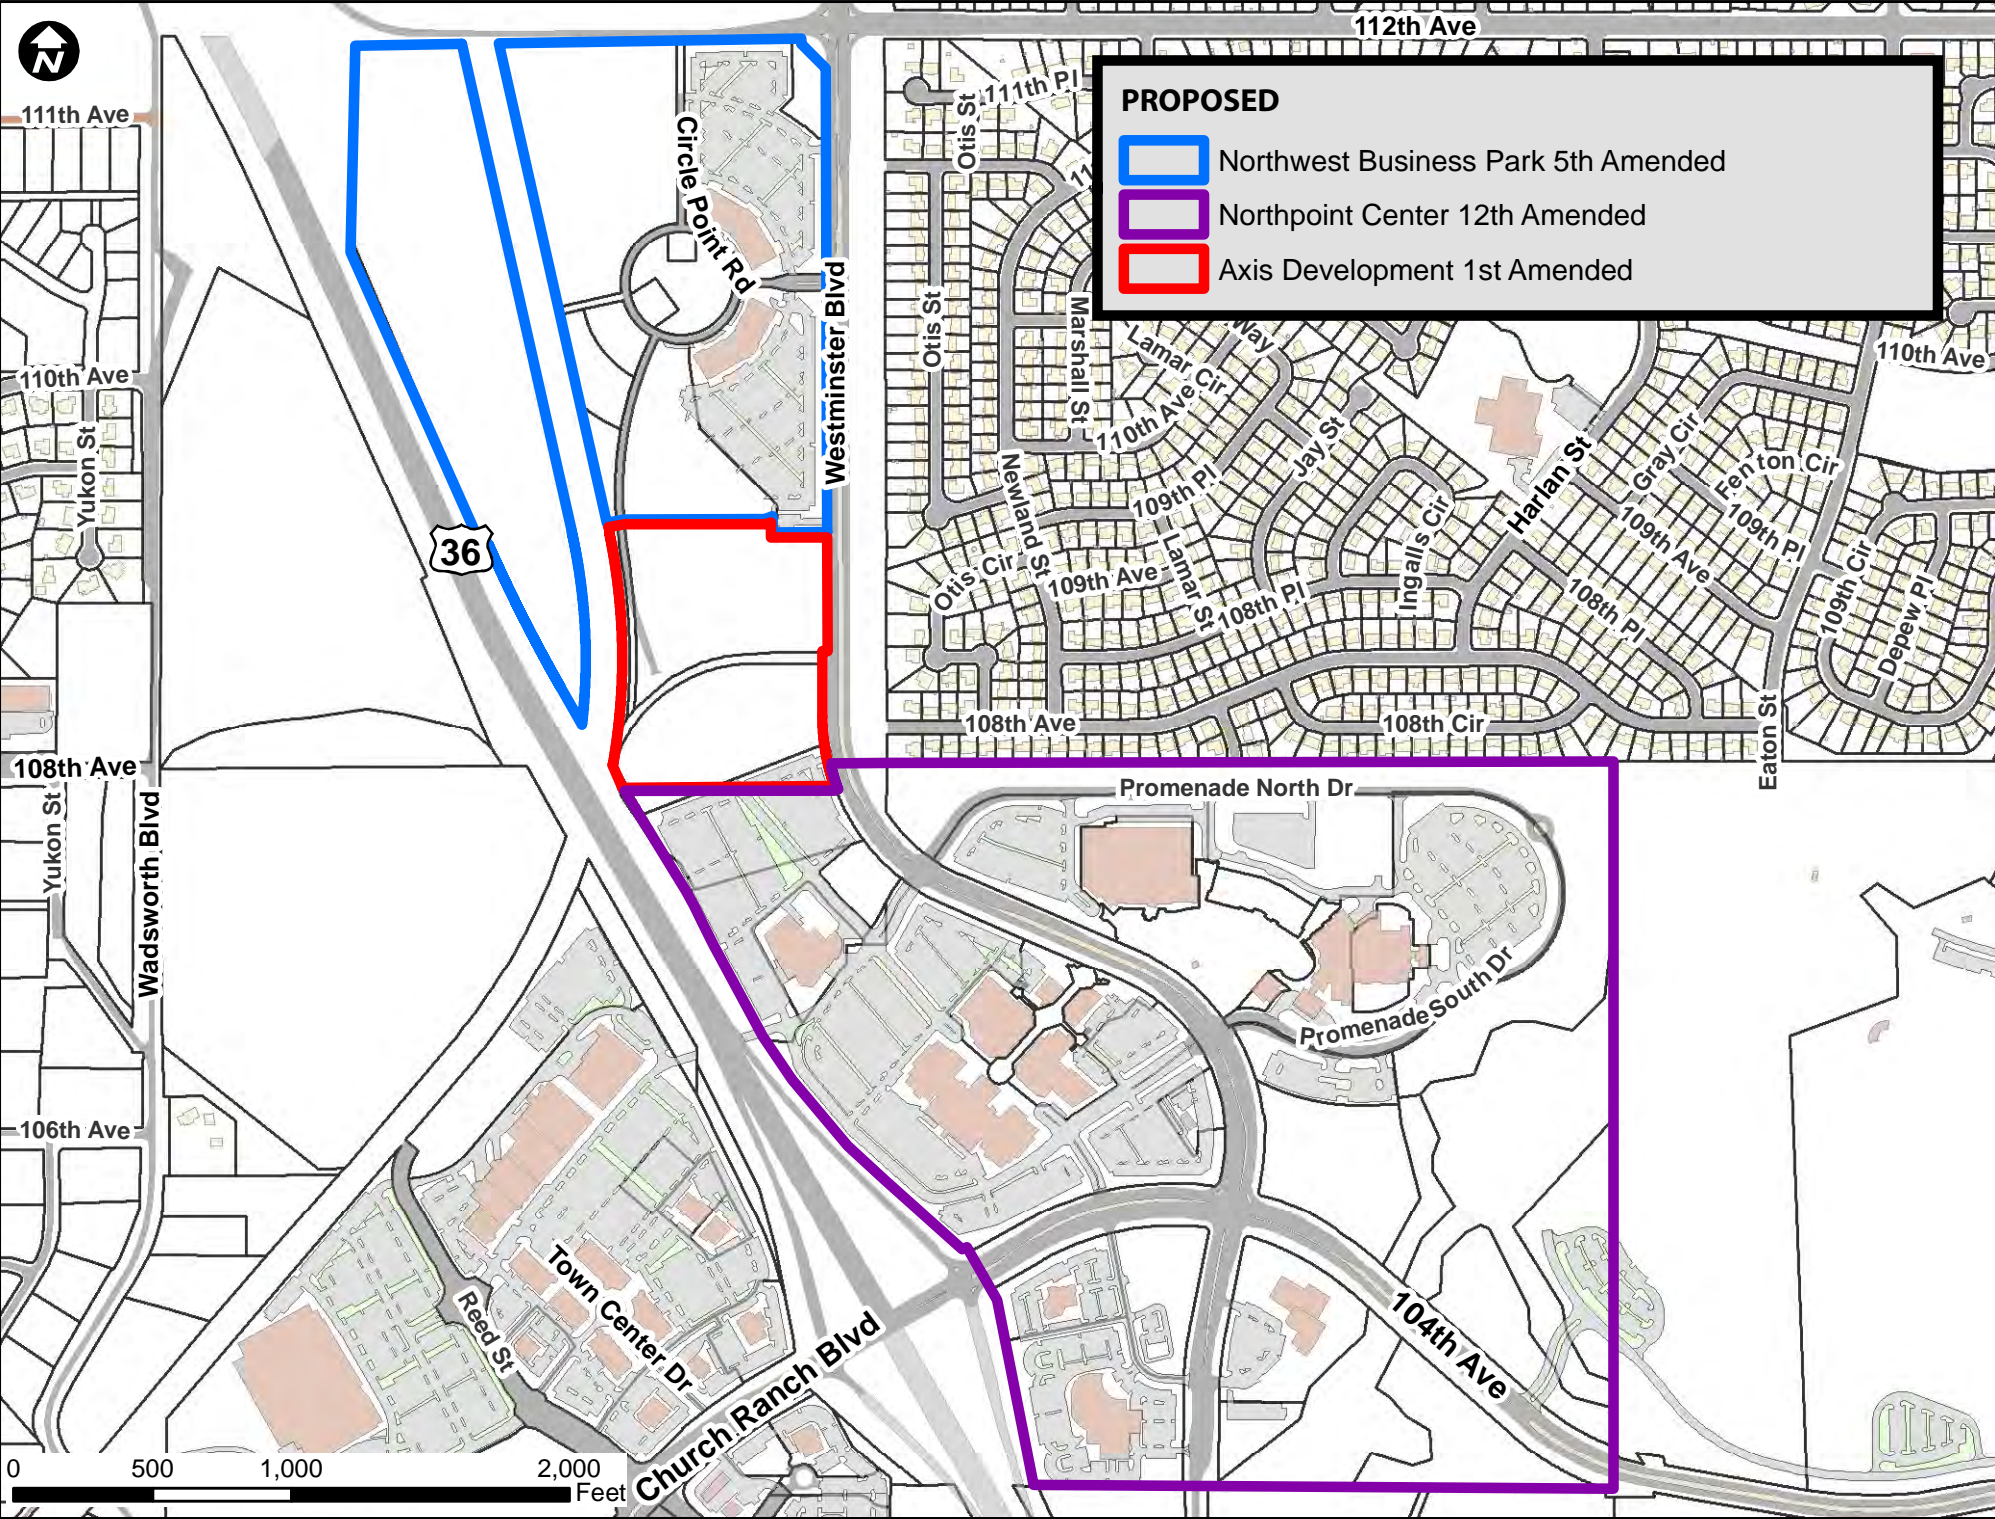 N
112th Ave
111th Ave
111th Pl
Otis St
PROPOSED
Northwest Business Park 5th Amended
Northpoint Center 12th Amended
Axis Development 1st Amended
Circle Point Rd
Westminster Blvd
11
Otis St
Marshall St
Way
Lamar Cir
110th Ave
110th Ave
110th Ave
Yukon St
Jay St
Gray Cir
Fenton Cir
Harlan St
109th Pl
109th Pl
109th Ave
Newland St
Ingalls Cir
36
Otis Cir
109th Ave
Lamar St
108th Pl
108th Pl
109th Cir
Depew Pl
108th Ave
108th Cir
Eaton St
108th Ave
Yukon St
Wadsworth Blvd
Promenade North Dr
Promenade South Dr
106th Ave
Reed St
Town Center Dr
Church Ranch Blvd
104th Ave
0 500 1,000 2,000
Feet